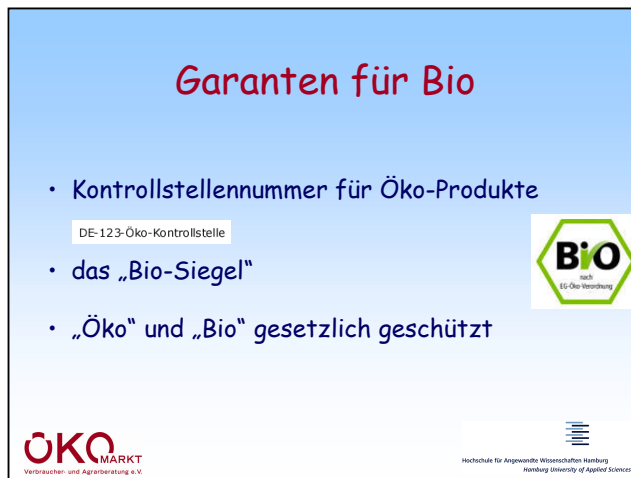 Garanten für Bio
• Kontrollstellennummer für Öko-Produkte
DE-123-Öko-Kontrollstelle
• das „Bio-Siegel“
Bio
nach
EG-Öko-Verordnung
• „Öko“ und „Bio“ gesetzlich geschützt
ÖKO
MARKT
Verbraucher- und Agrarberatung e.V.
Hochschule für Angewandte Wissenschaften Hamburg
Hamburg University of Applied Sciences